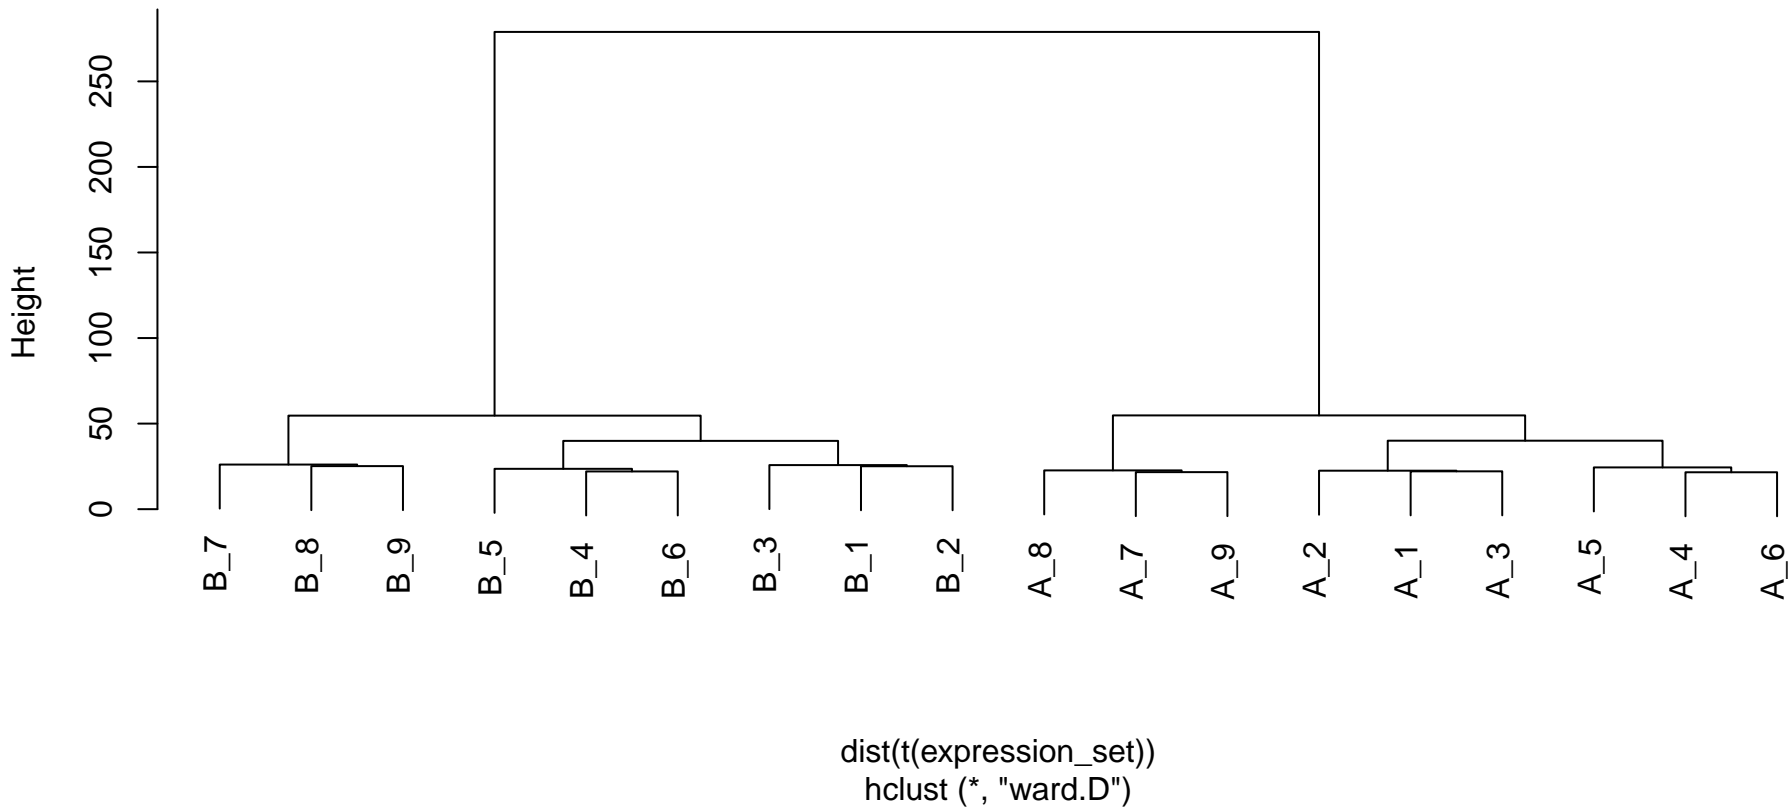 Height
250
200
150
100
50
0
B_7
B_8
B_9
B_5
B_4
B_6
B_3
B_1
B_2
A_8
A_7
A_9
A_2
A_1
A_3
A_5
A_4
A_6
dist(t(expression_set))
hclust (*, "ward.D")